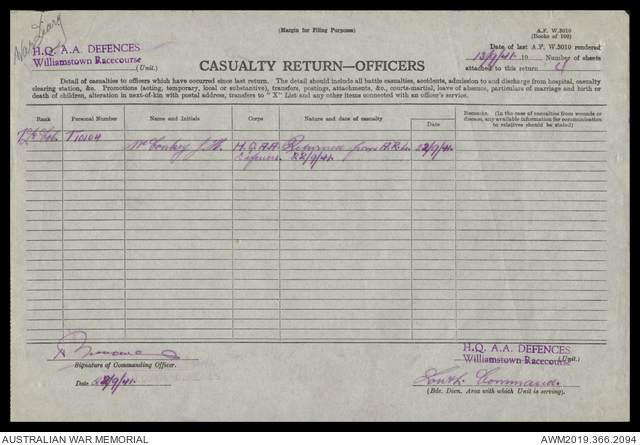 War Diary
(Margin for Filing Purposes)
A.F. W.3010
(Books of 100)
H.Q. A.A. DEFENCES
Williamstown Racecourse
(Unit.)
Date of last A.F. W.3010 rendered
13/9/41. 19 Number of sheets
attached to this return
CASUALTY RETURN—OFFICERS
Detail of casualties to officers which have occurred since last return. The detail should include all battle casualties, accidents, admission to and discharge from hospital, casualty
clearing station, &c. Promotions (acting, temporary, local or substantive), transfers, postings, attachments, &c., courts-martial, leave of absence, particulars of marriage and birth or
death of children, alteration in next-of-kin with postal address, transfers to "X" List and any other items connected with an officer's service.
Rank Personal Number Name and Initials Corps Nature and date of casualty Date Remarks. (In the case of casualties from wounds or
disease, any available information for communication
to relatives should be stated.)
H.Q. A.A. Returned from 22/9/41.
Defences 22/9/41.
Signature of Commanding Officer.
Date /9/41.
H.Q. A.A. DEFENCES
Williamstown Racecourse
(Unit.)
South. Command.
(Bde. Divn. Area with which Unit is serving).
AUSTRALIAN WAR MEMORIAL
AWM2019.366.2094